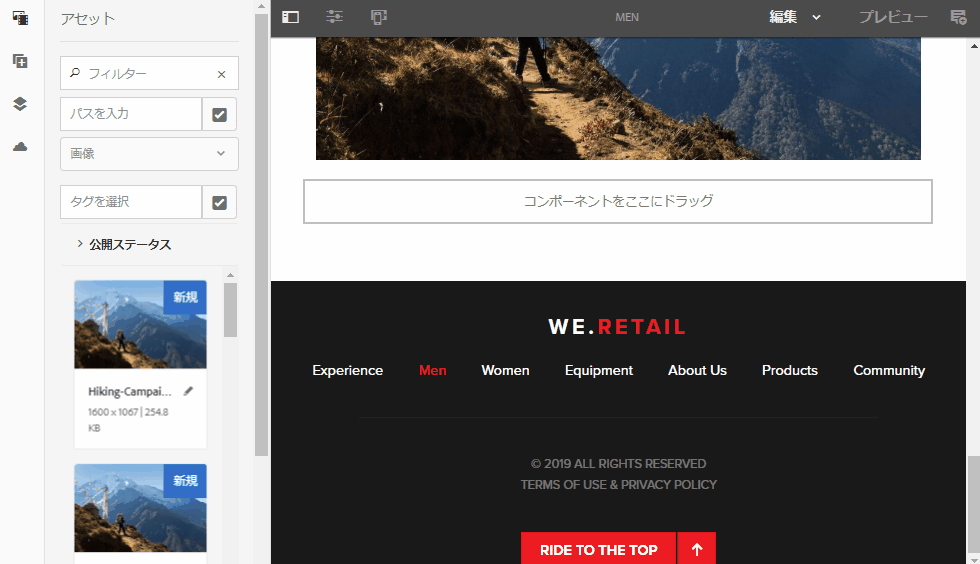 アセット
MEN
編集
プレビュー
フィルター
パスを入力
画像
タグを選択
公開ステータス
新規
Hiking-Campai...
1600 x 1067 | 254.8
KB
新規
コンポーネントをここにドラッグ
WE.RETAIL
Experience Men Women Equipment About Us Products Community
© 2019 ALL RIGHTS RESERVED
TERMS OF USE & PRIVACY POLICY
RIDE TO THE TOP